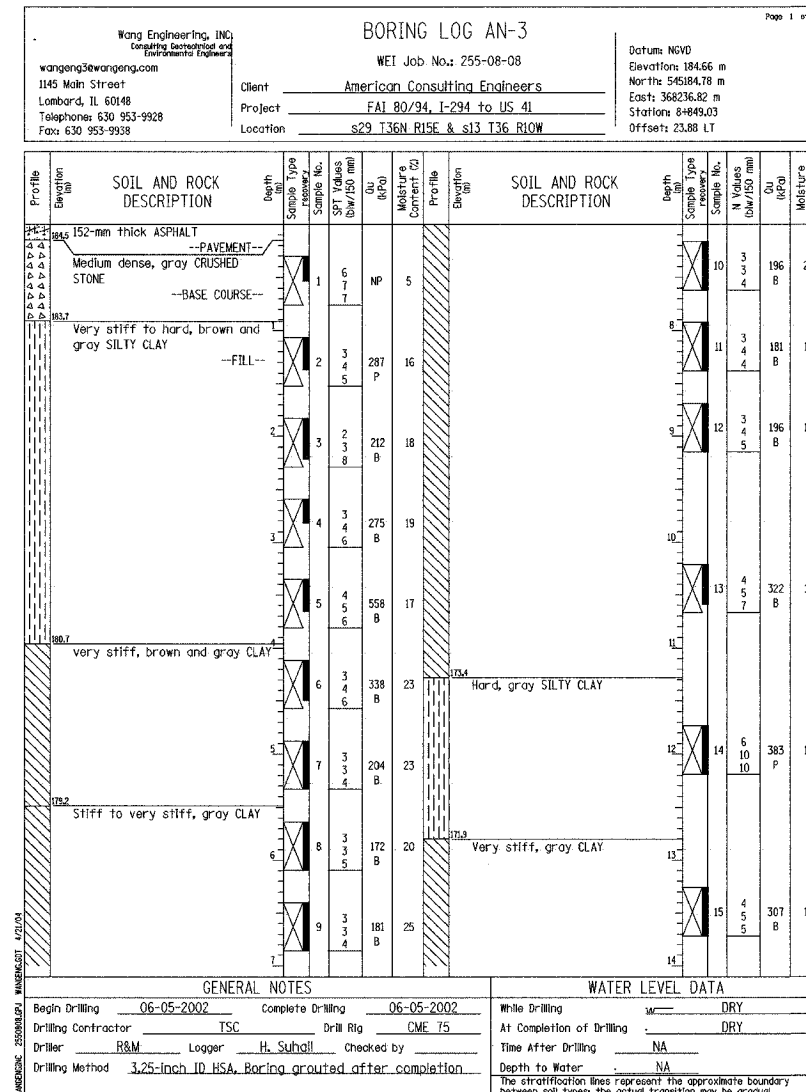 Page 1 of
Wang Engineering, INC.
Consulting Geotechnical and
Environmental Engineers
wangeng3@wangeng.com
1145 Main Street
Lombard, IL 60148
Telephone: 630 953-9928
Fax: 630 953-9938
BORING LOG AN-3
WEI Job No.: 255-08-08
Client American Consulting Engineers
Project FAI 80/94, I-294 to US 41
Location s29 T36N R15E & s13 T36 R10W
Datum: NGVD
Elevation: 184.66 m
North: 545184.78 m
East: 368236.82 m
Station: 8+849.03
Offset: 23.88 LT
Profile Elevation (m) SOIL AND ROCK DESCRIPTION Depth (m) Sample Type recovery Sample No. SPT Values (blw/150 mm) Qu (kPa) Moisture Content (%)
184.5 152-mm thick ASPHALT
--PAVEMENT--
Medium dense, gray CRUSHED
STONE
--BASE COURSE--
1 6 7 7 NP 5
183.7 1
Very stiff to hard, brown and
gray SILTY CLAY
--FILL--
2 3 4 5 287 P 16
2
3 2 3 8 212 B 18
4 3 4 6 275 B 19
3
5 4 5 6 558 B 17
180.7 4
very stiff, brown and gray CLAY
6 3 4 6 338 B 23
5
7 3 3 4 204 B 23
179.2
Stiff to very stiff, gray CLAY
8 3 3 5 172 B 20
6
9 3 3 4 181 B 25
7
Profile Elevation (m) SOIL AND ROCK DESCRIPTION Depth (m) Sample Type recovery Sample No. N Values (blw/150 mm) Qu (kPa) Moisture
10 3 3 4 196 B 2
8
11 3 4 4 181 B 1
9
12 3 4 5 196 B 1
10
13 4 5 7 322 B
11
173.4
Hard, gray SILTY CLAY
12
14 6 10 10 383 P 1
171.9
Very stiff, gray CLAY
13
15 4 5 5 307 B 1
14
GENERAL NOTES
Begin Drilling 06-05-2002 Complete Drilling 06-05-2002
Drilling Contractor TSC Drill Rig CME 75
Driller R&M Logger H. Suhail Checked by
Drilling Method 3.25-inch ID HSA, Boring grouted after completion
WATER LEVEL DATA
While Drilling DRY
At Completion of Drilling DRY
Time After Drilling NA
Depth to Water NA
The stratification lines represent the approximate boundary
between soil types; the actual transition may be gradual.
WANGENGINC 2550808.GPJ WANGENG.GDT 4/21/04